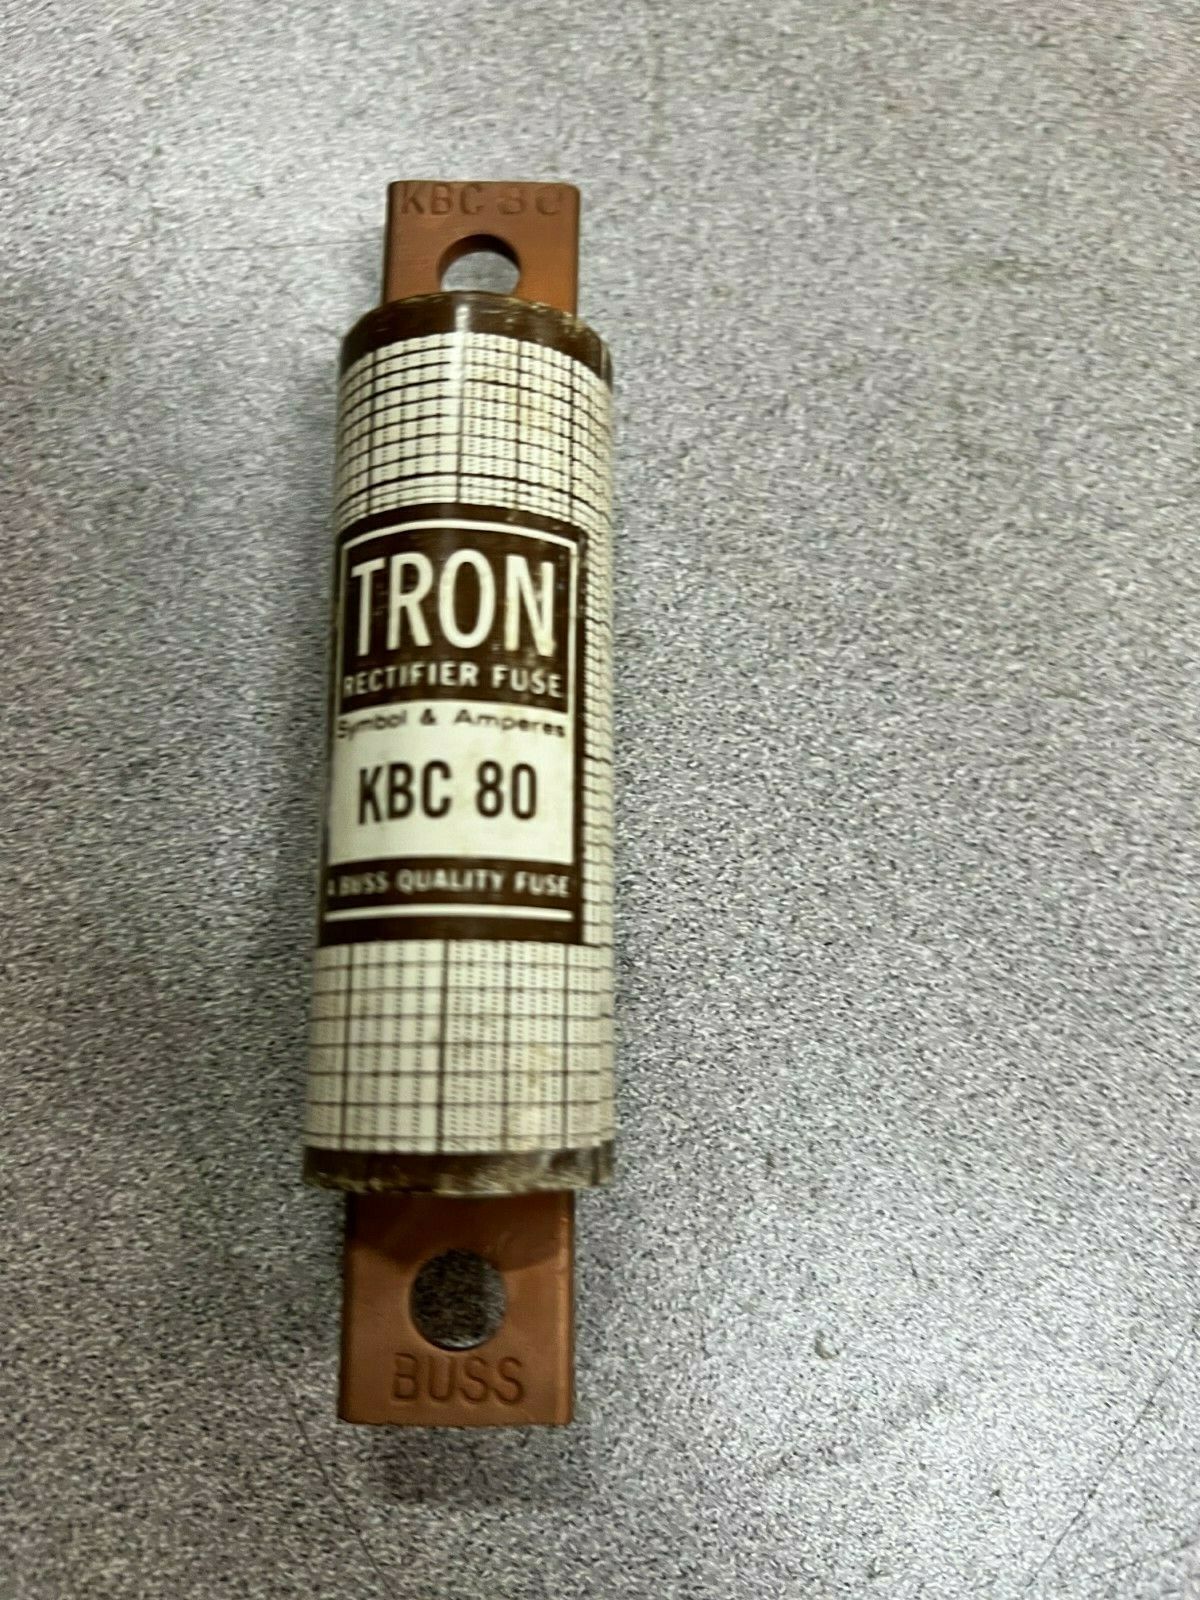 KBC 80
TRON
RECTIFIER FUSE
Symbol & Amperes
KBC 80
A BUSS QUALITY FUSE
BUSS